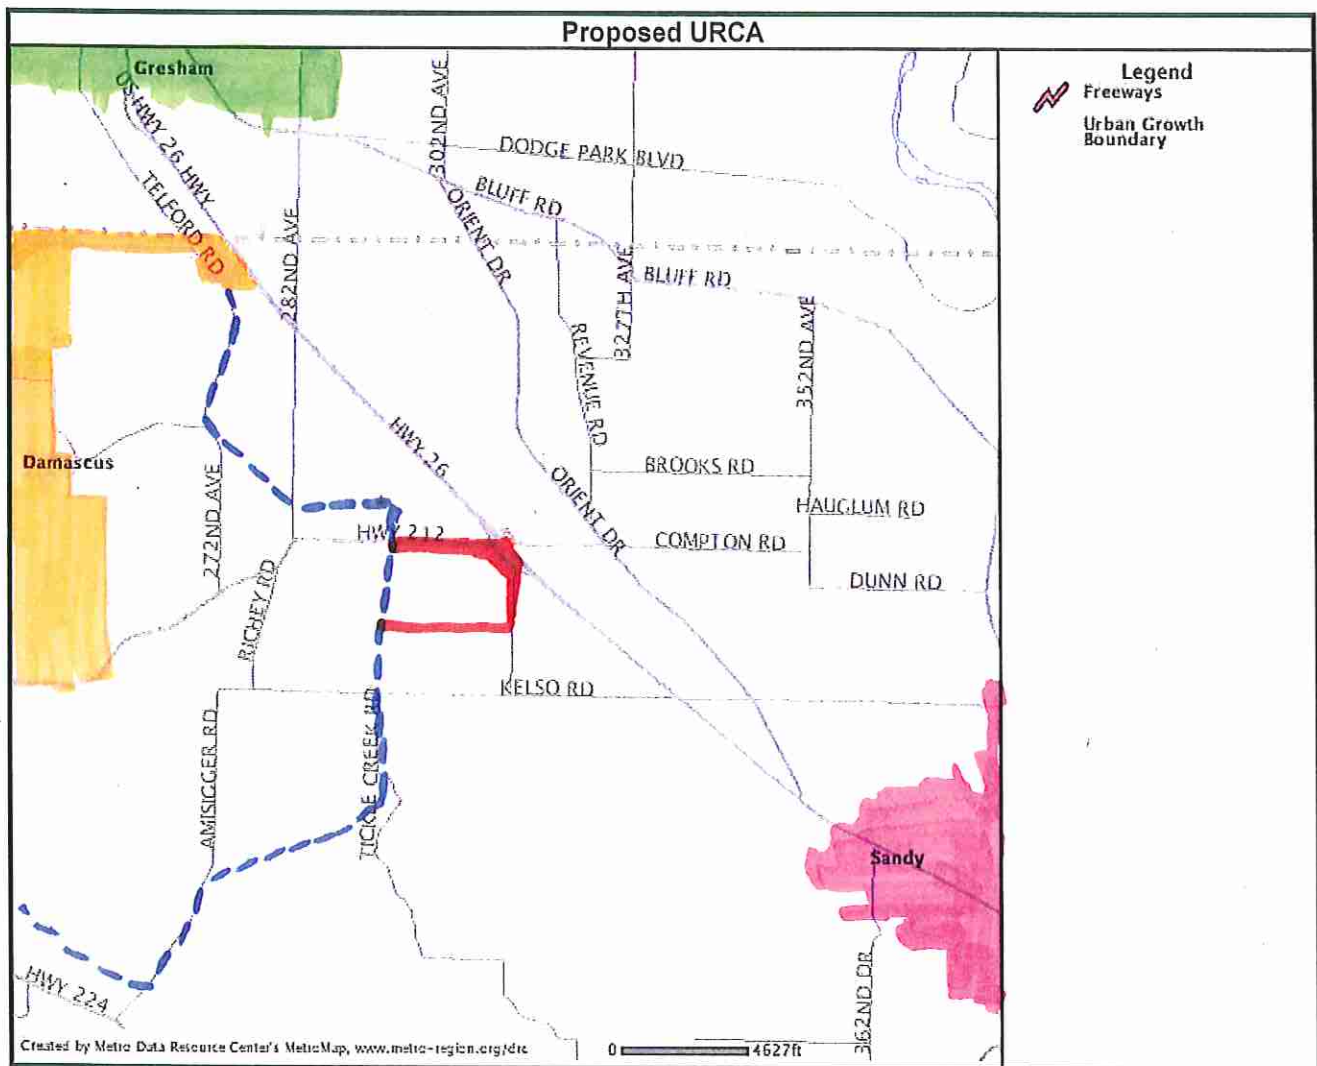 Proposed URCA
Legend
Freeways
Urban Growth
Boundary
Gresham
US HWY 26 HWY
TELFORD RD
282ND AVE
302ND AVE
DODGE PARK BLVD
BLUFF RD
ORIENT DR
327TH AVE
BLUFF RD
REVENUE RD
352ND AVE
HWY 26
Damascus
272ND AVE
BROOKS RD
ORIENT DR
HAUGLUM RD
HWY 212
COMPTON RD
DUNN RD
RICHEY RD
KELSO RD
AMISIGGER RD
TICKLE CREEK RD
Sandy
362ND DR
HWY 224
Created by Metro Data Resource Center's MetroMap, www.metro-region.org/drc
0 4627ft